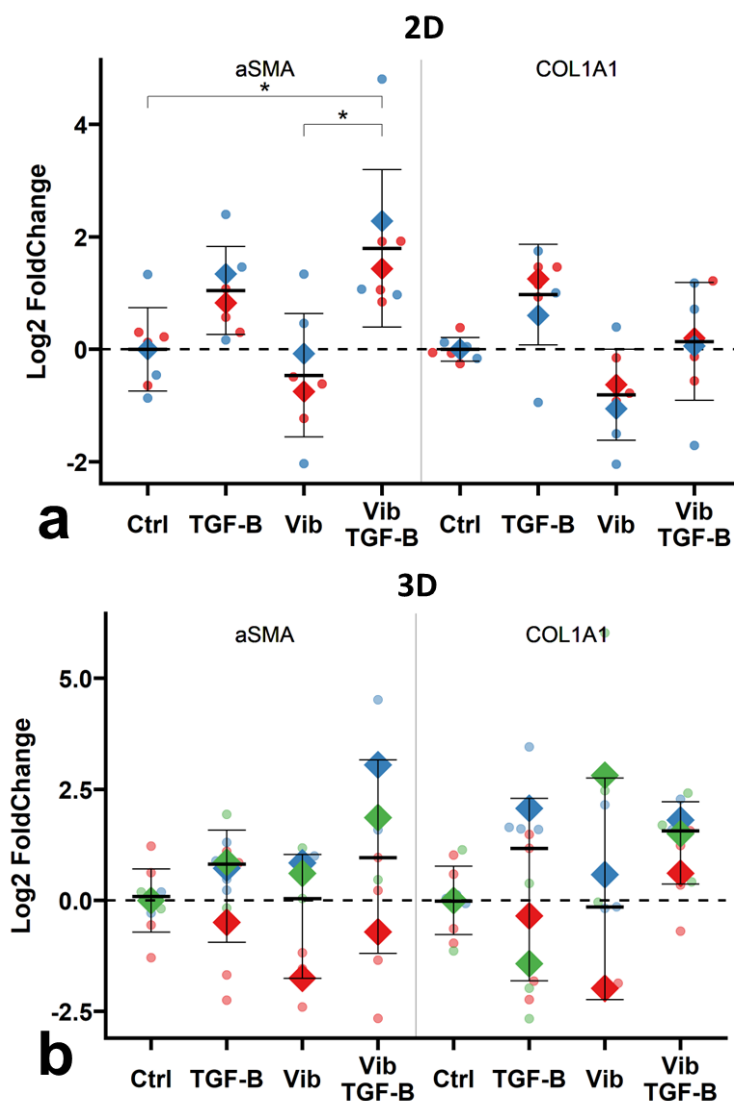 2D
aSMA
COL1A1
*
*
Log2 FoldChange
4
2
0
-2
Ctrl
TGF-B
Vib
Vib
TGF-B
Ctrl
TGF-B
Vib
Vib
TGF-B
a
3D
aSMA
COL1A1
Log2 FoldChange
5.0
2.5
0.0
-2.5
Ctrl
TGF-B
Vib
Vib
TGF-B
Ctrl
TGF-B
Vib
Vib
TGF-B
b